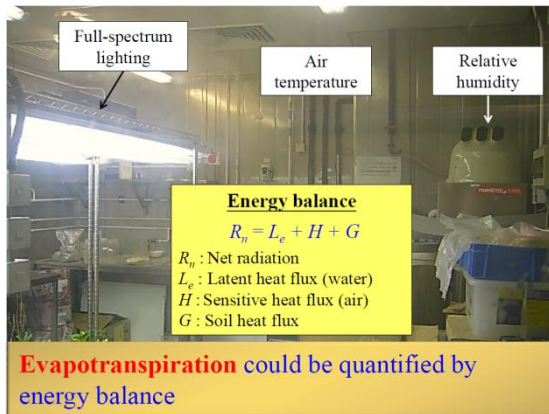 Full-spectrum
lighting
Air
temperature
Relative
humidity
Energy balance
Rₙ = Lₑ + H + G
Rₙ : Net radiation
Lₑ : Latent heat flux (water)
H : Sensitive heat flux (air)
G : Soil heat flux
Evapotranspiration could be quantified by
energy balance